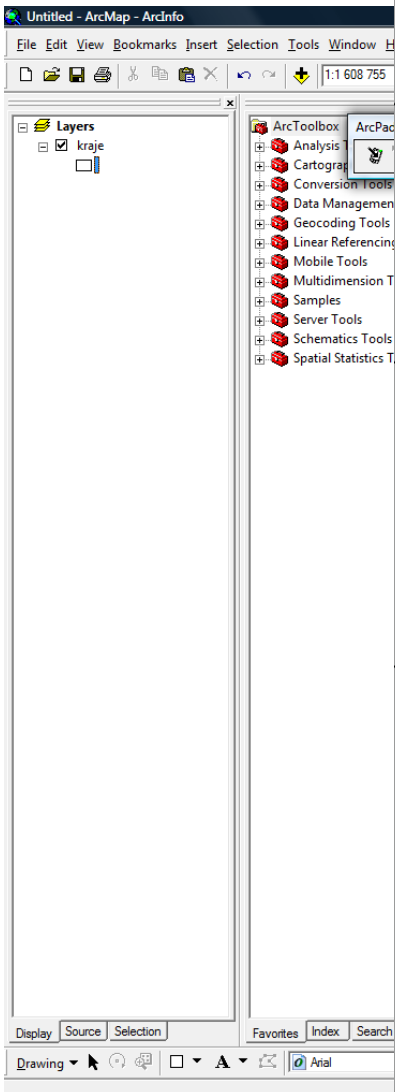 Untitled - ArcMap - ArcInfo
File Edit View Bookmarks Insert Selection Tools Window H
1:1 608 755
Layers
kraje
ArcToolbox
ArcPad
Analysis T
Cartograp
Conversion Tools
Data Managemen
Geocoding Tools
Linear Referencing
Mobile Tools
Multidimension T
Samples
Server Tools
Schematics Tools
Spatial Statistics T
Display Source Selection
Favorites Index Search
Drawing A Arial